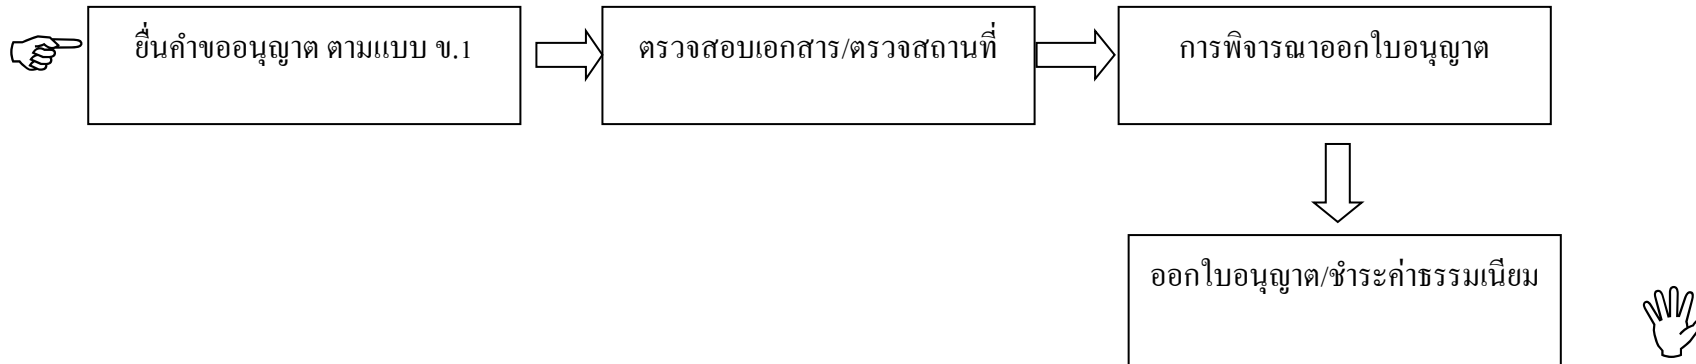 ยื่นคำขออนุญาต ตามแบบ ข.1
ตรวจสอบเอกสาร/ตรวจสถานที่
การพิจารณาออกใบอนุญาต
ออกใบอนุญาต/ชำระค่าธรรมเนียม